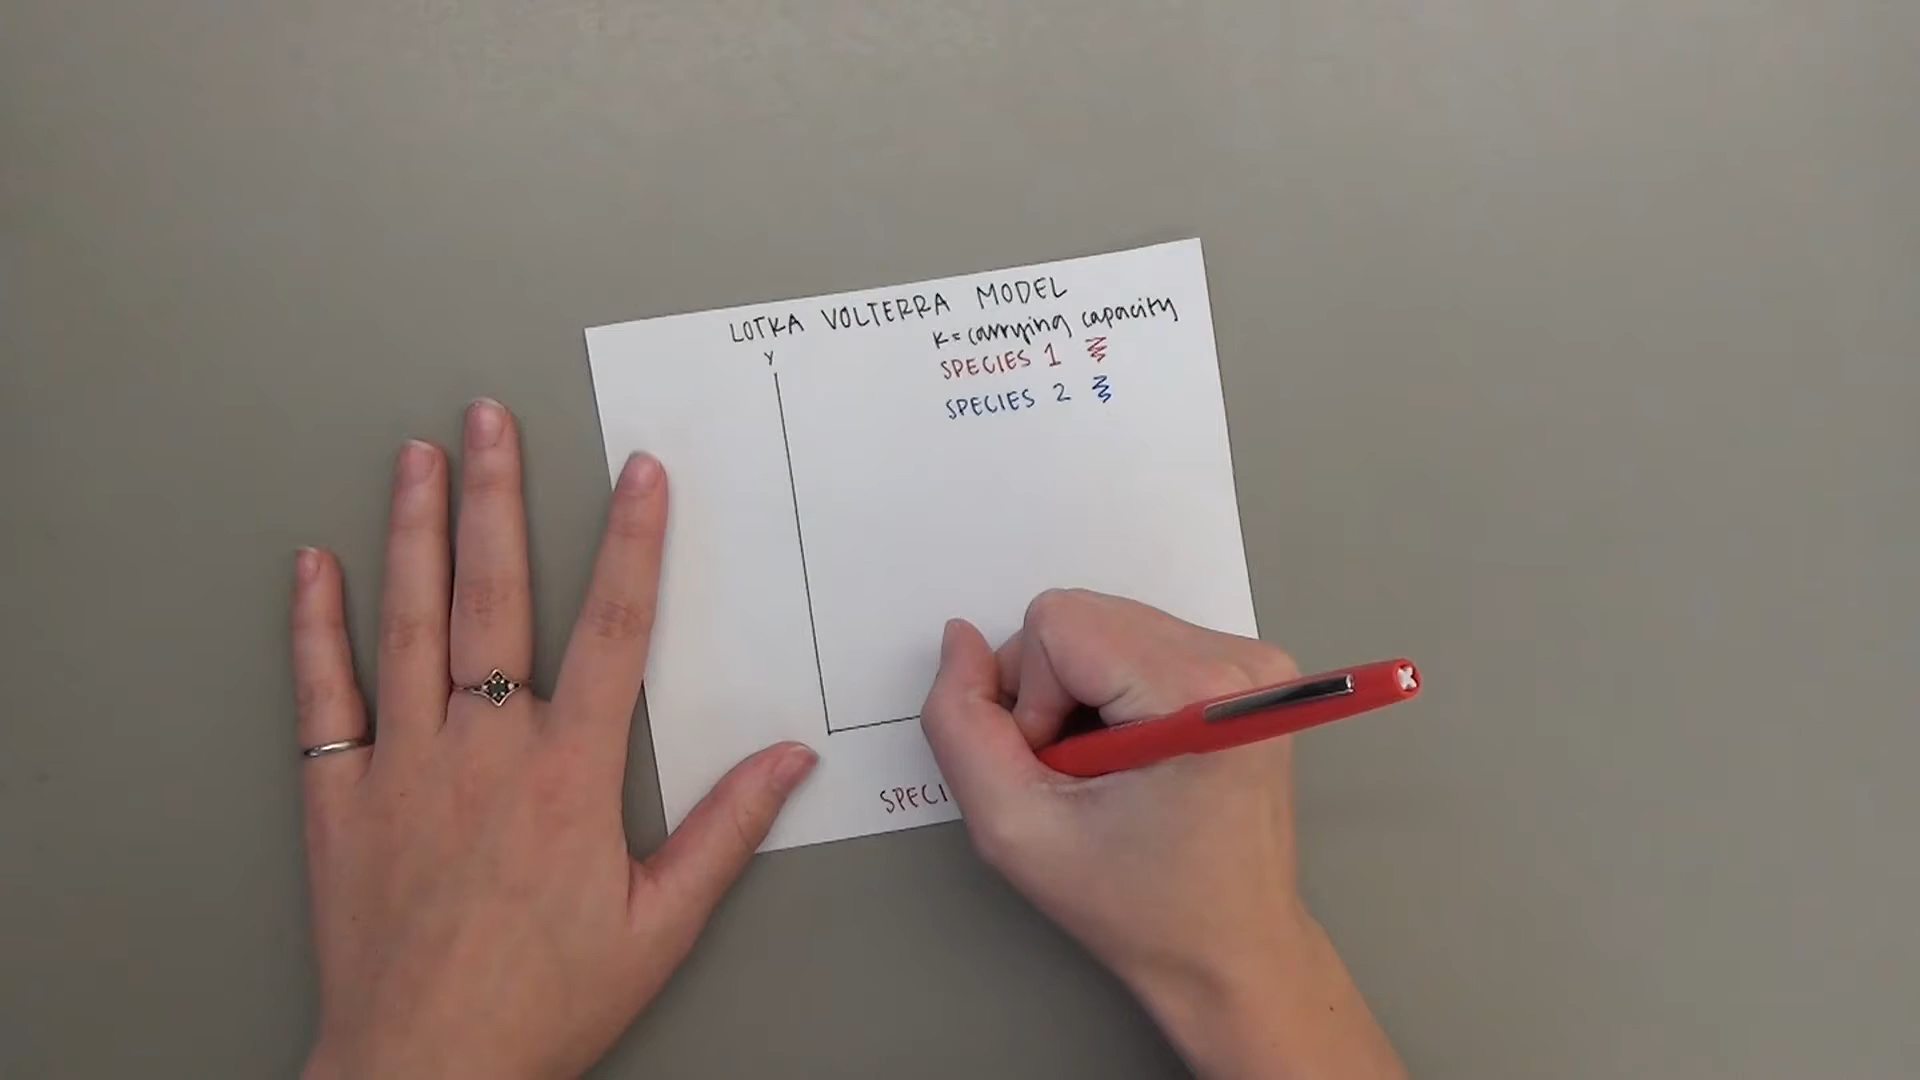 LOTKA VOLTERRA MODEL
K = carrying capacity
Y
SPECIES 1
SPECIES 2
SPECI